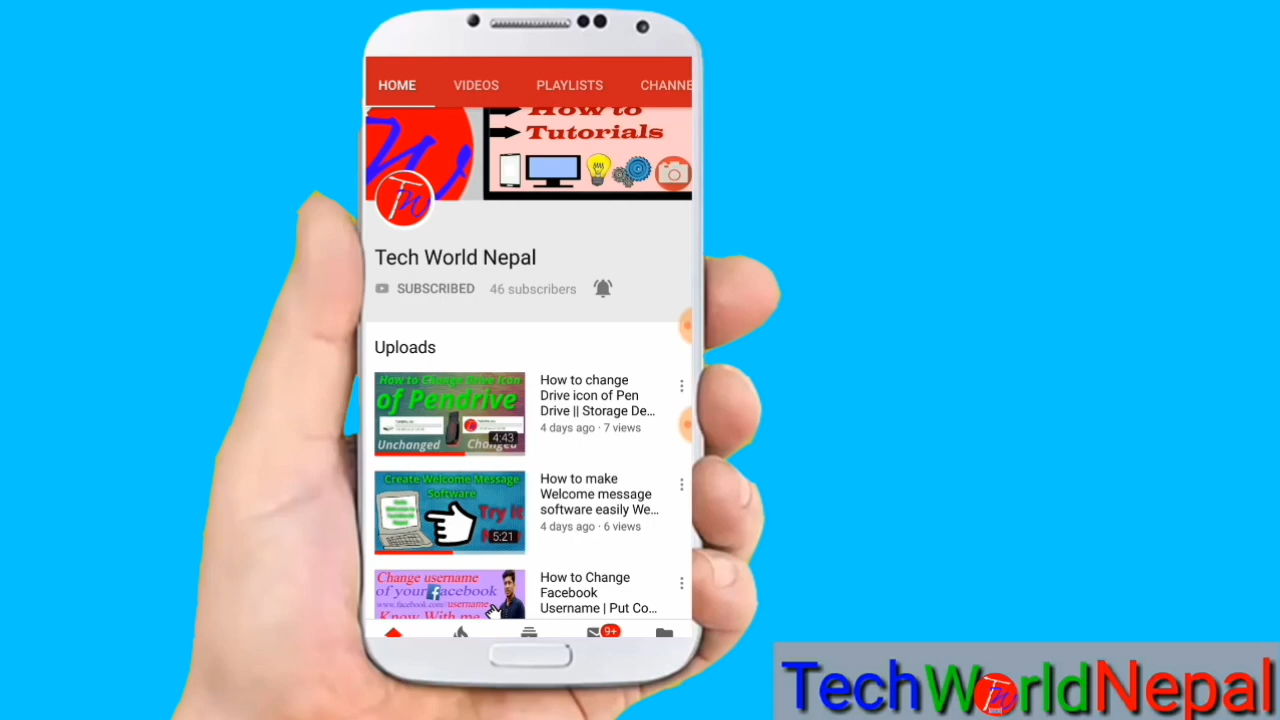 HOME VIDEOS PLAYLISTS CHANNE
How to
Tutorials
TW
Tech World Nepal
SUBSCRIBED 46 subscribers
Uploads
How to Change Drive Icon
of Pendrive
Unchanged Changed
4:43
How to change
Drive icon of Pen
Drive || Storage De...
4 days ago · 7 views
Create Welcome Message
Software
Try it
5:21
How to make
Welcome message
software easily We...
4 days ago · 6 views
Change username
of your Facebook
www.facebook.com/username
Know With me
How to Change
Facebook
Username | Put Co...
9+
TechWorldNepal